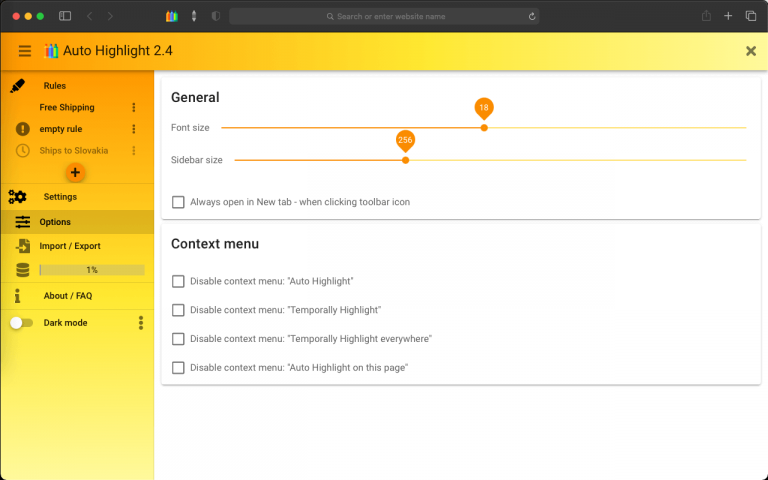 Search or enter website name
Auto Highlight 2.4
Rules
Free Shipping
empty rule
Ships to Slovakia
Settings
Options
Import / Export
1%
About / FAQ
Dark mode
General
18
Font size
256
Sidebar size
Always open in New tab - when clicking toolbar icon
Context menu
Disable context menu: "Auto Highlight"
Disable context menu: "Temporally Highlight"
Disable context menu: "Temporally Highlight everywhere"
Disable context menu: "Auto Highlight on this page"